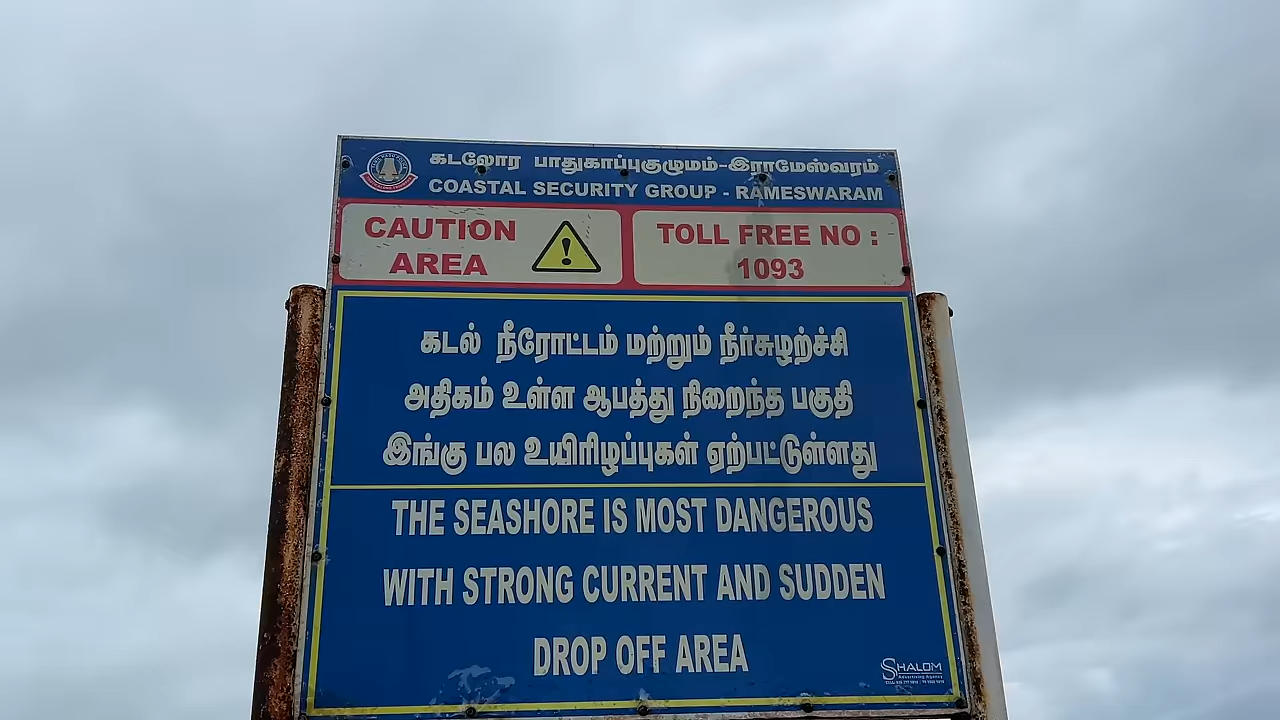 கடலோர பாதுகாப்புகுழுமம்-இராமேஸ்வரம்
COASTAL SECURITY GROUP - RAMESWARAM
CAUTION
AREA
TOLL FREE NO :
1093
கடல் நீரோட்டம் மற்றும் நீர்சுழற்ச்சி
அதிகம் உள்ள ஆபத்து நிறைந்த பகுதி
இங்கு பல உயிரிழப்புகள் ஏற்பட்டுள்ளது
THE SEASHORE IS MOST DANGEROUS
WITH STRONG CURRENT AND SUDDEN
DROP OFF AREA
SHALOM
Advertising Agency